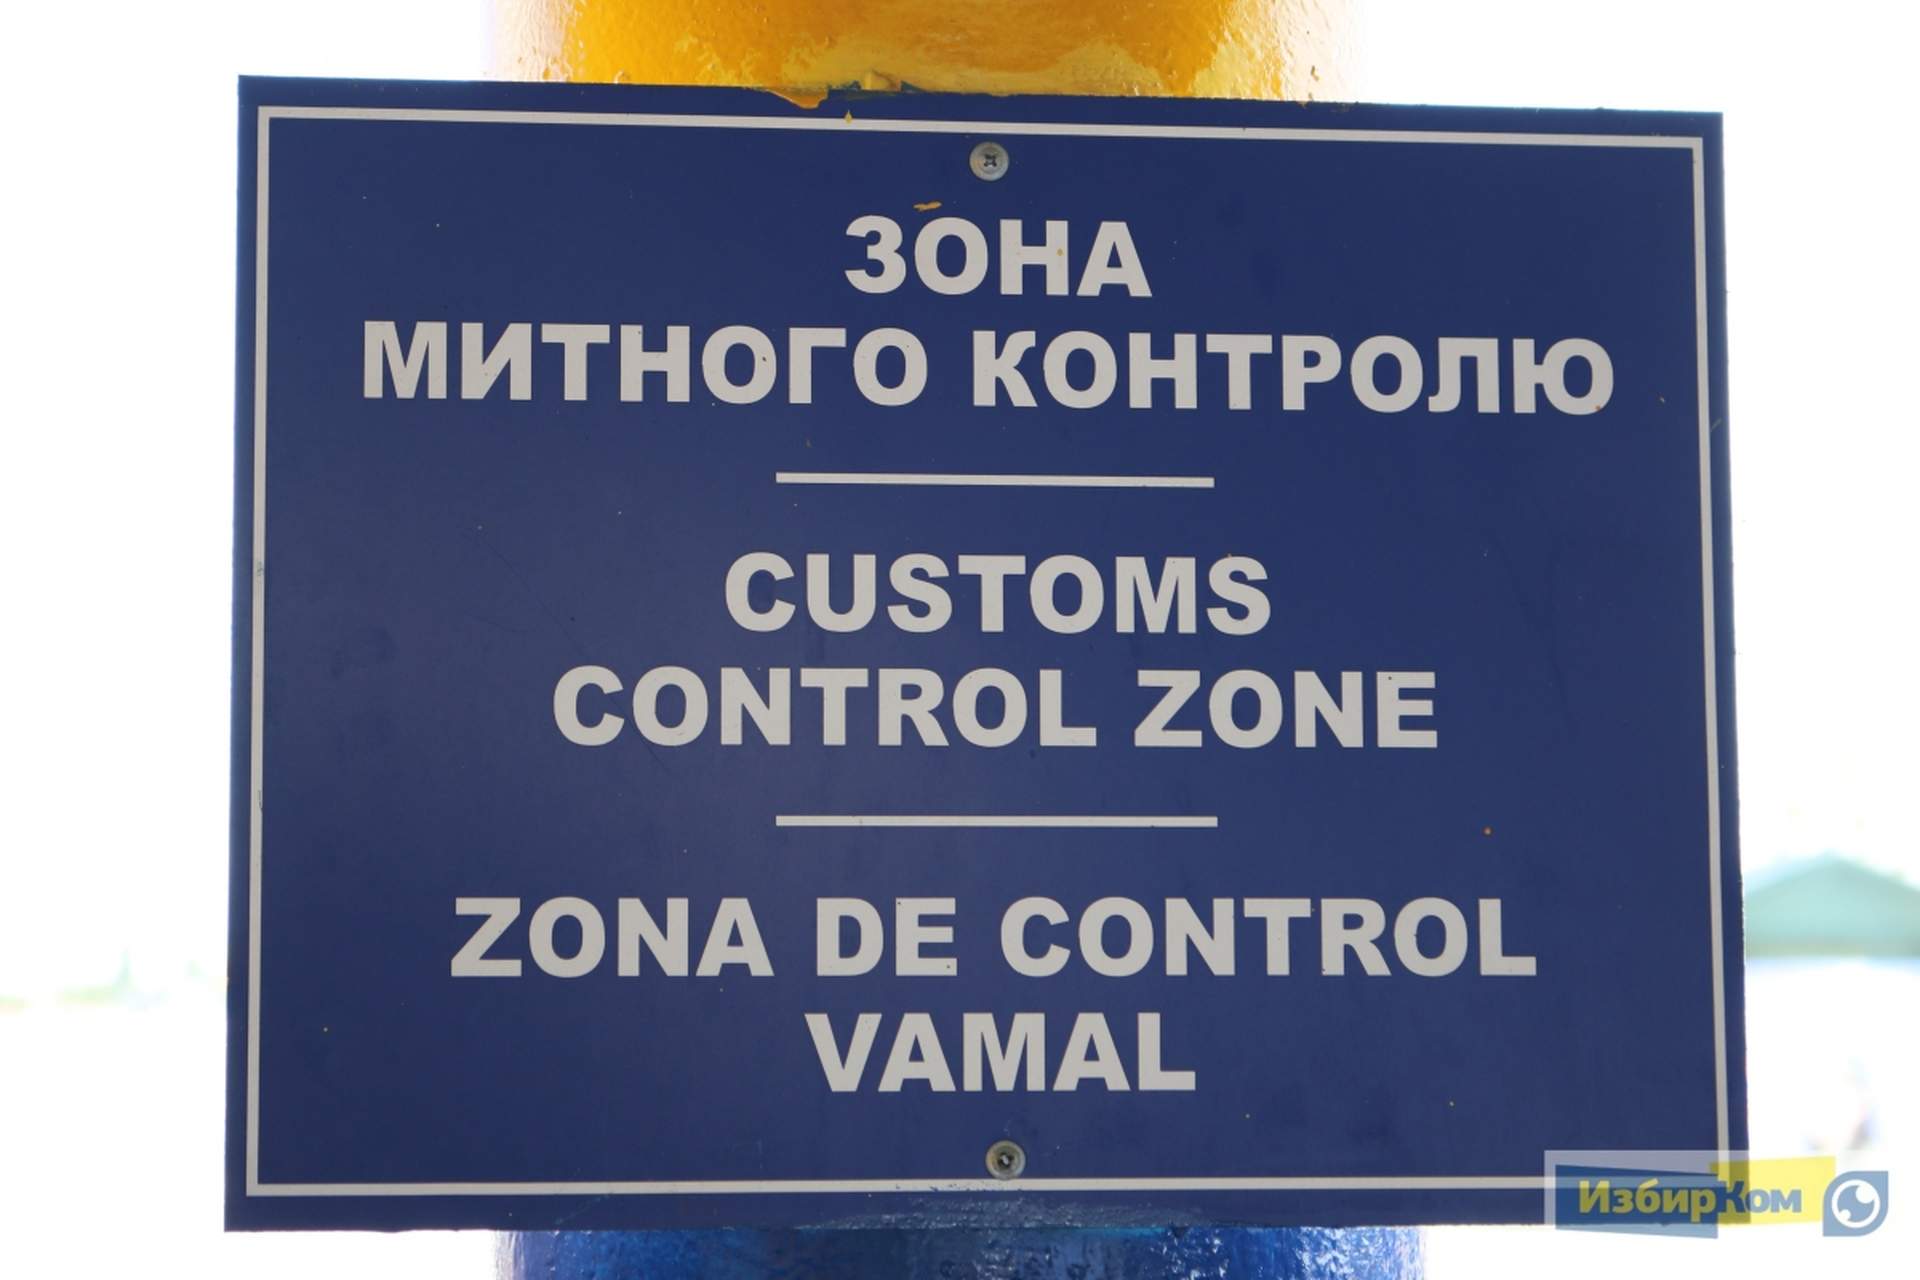 ЗОНА
МИТНОГО КОНТРОЛЮ
CUSTOMS
CONTROL ZONE
ZONA DE CONTROL
VAMAL
ИзбирКом